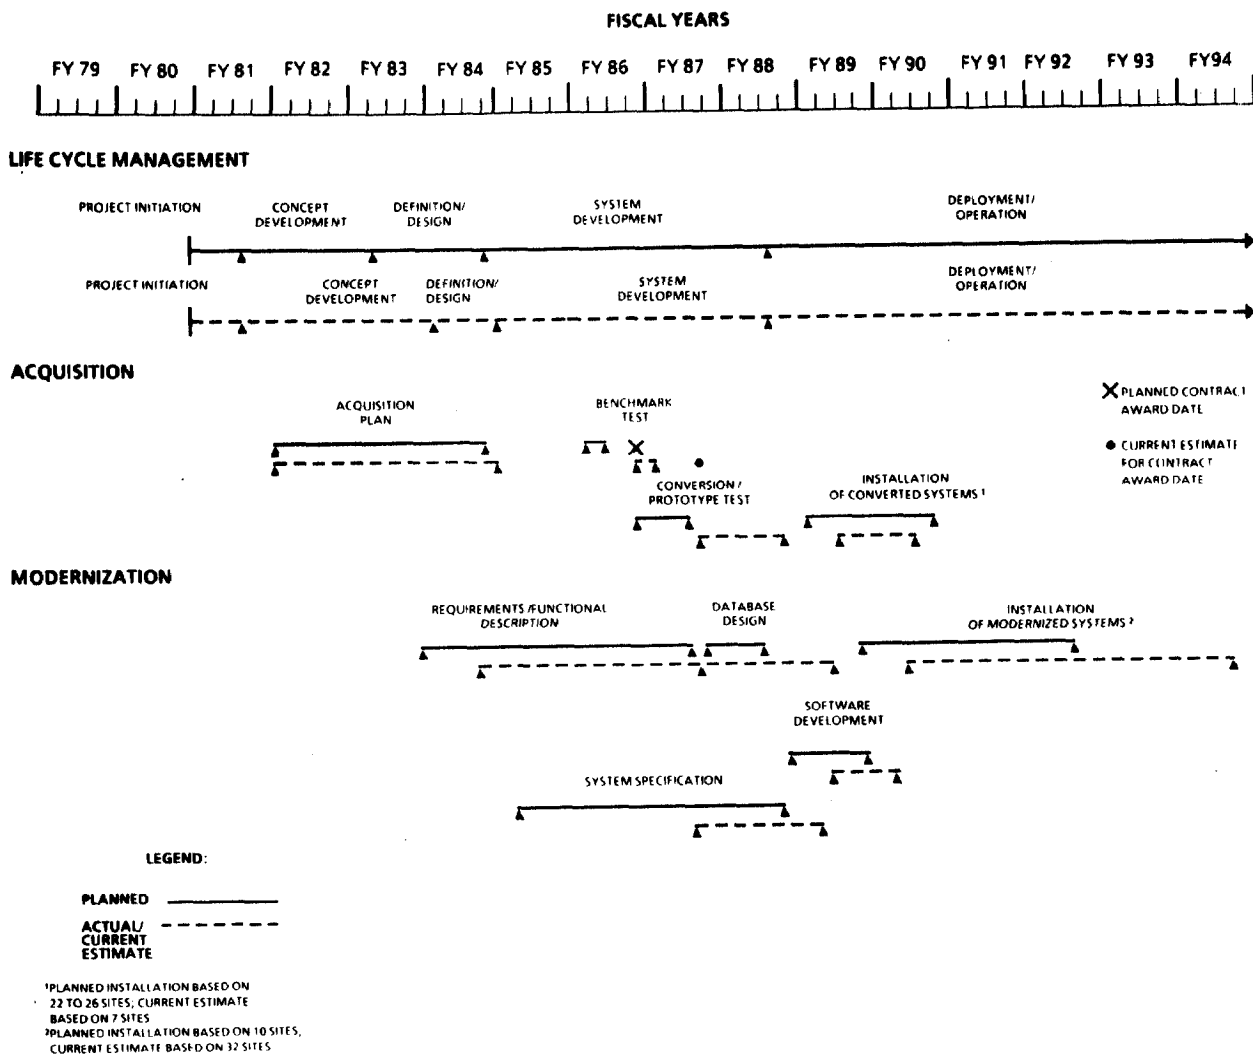 FISCAL YEARS
FY 79 FY 80 FY 81 FY 82 FY 83 FY 84 FY 85 FY 86 FY 87 FY 88 FY 89 FY 90 FY 91 FY 92 FY 93 FY94
LIFE CYCLE MANAGEMENT
PROJECT INITIATION
CONCEPT
DEVELOPMENT
DEFINITION/
DESIGN
SYSTEM
DEVELOPMENT
DEPLOYMENT/
OPERATION
PROJECT INITIATION
CONCEPT
DEVELOPMENT
DEFINITION/
DESIGN
SYSTEM
DEVELOPMENT
DEPLOYMENT/
OPERATION
ACQUISITION
ACQUISITION
PLAN
BENCHMARK
TEST
X PLANNED CONTRACT
AWARD DATE
● CURRENT ESTIMATE
FOR CONTRACT
AWARD DATE
CONVERSION/
PROTOTYPE TEST
INSTALLATION
OF CONVERTED SYSTEMS ¹
MODERNIZATION
REQUIREMENTS/FUNCTIONAL
DESCRIPTION
DATABASE
DESIGN
INSTALLATION
OF MODERNIZED SYSTEMS ²
SOFTWARE
DEVELOPMENT
SYSTEM SPECIFICATION
LEGEND:
PLANNED
ACTUAL/
CURRENT
ESTIMATE
¹PLANNED INSTALLATION BASED ON
22 TO 26 SITES; CURRENT ESTIMATE
BASED ON 7 SITES
²PLANNED INSTALLATION BASED ON 10 SITES,
CURRENT ESTIMATE BASED ON 32 SITES